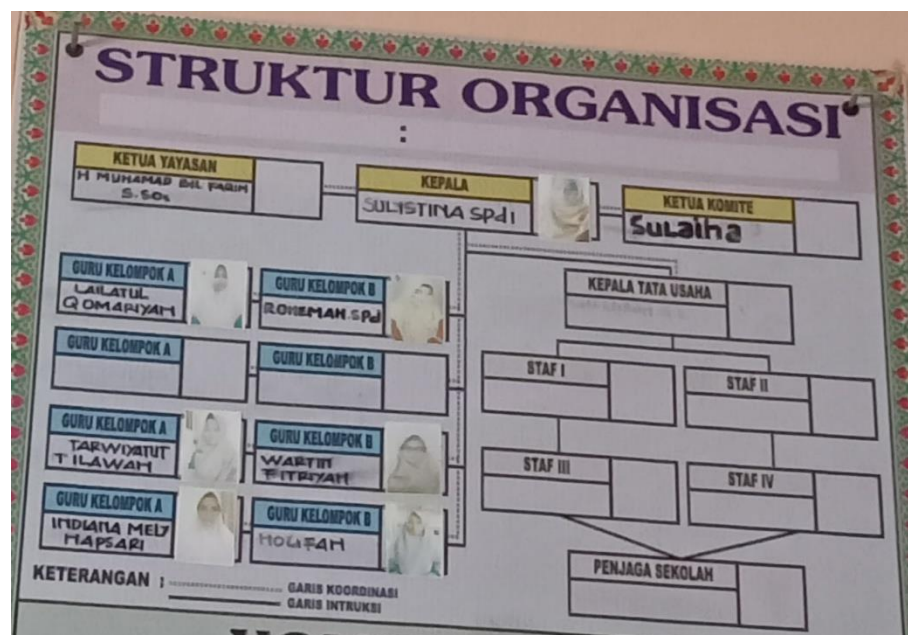 STRUKTUR ORGANISASI
:
KETUA YAYASAN
H MUHAMAD BIL FARIM
S.SOs
KEPALA
SULISTINA SPdI
KETUA KOMITE
Sulaiha
GURU KELOMPOK A
LAILATUL
QOMARIYAH
GURU KELOMPOK B
ROHEMAH.SPd
KEPALA TATA USAHA
GURU KELOMPOK A
GURU KELOMPOK B
STAF I
STAF II
GURU KELOMPOK A
TARWIYATUT
TILAWAH
GURU KELOMPOK B
WARTIN
FITRIYAH
STAF III
STAF IV
GURU KELOMPOK A
INDIANA MELY
HAPSARI
GURU KELOMPOK B
HOLIFAH
PENJAGA SEKOLAH
KETERANGAN :
GARIS KOORDINASI
GARIS INTRUKSI